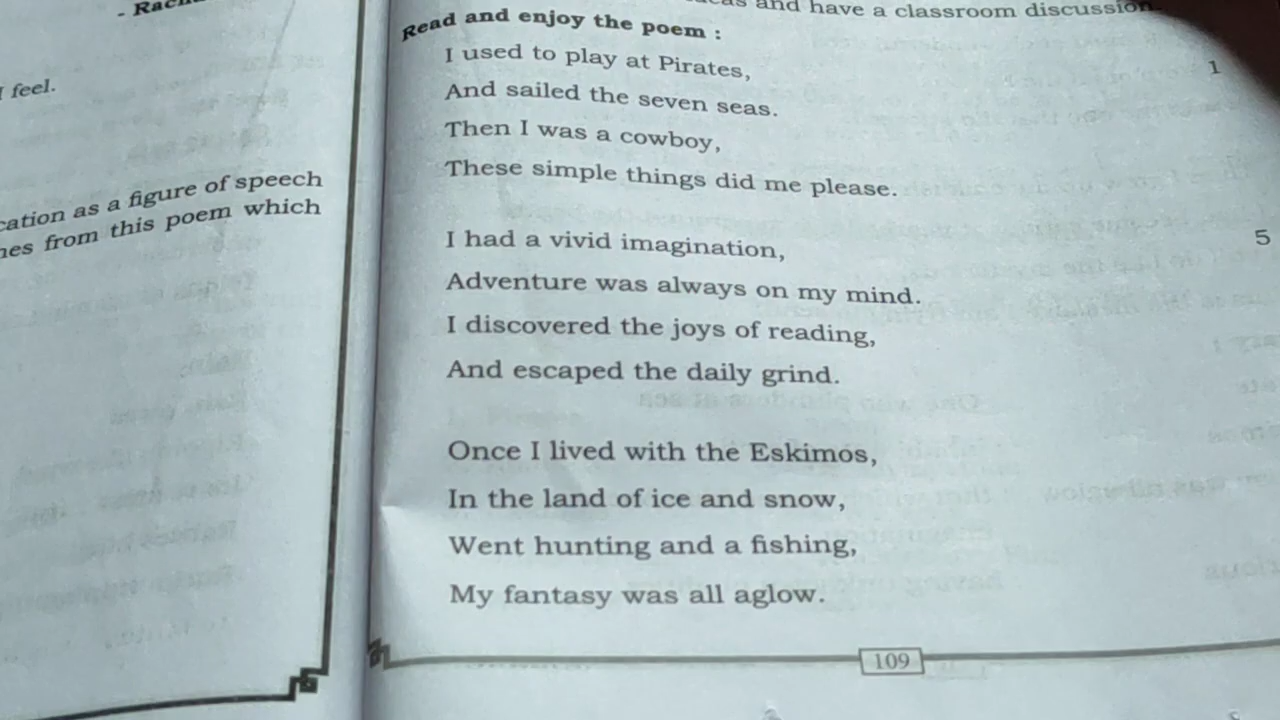 - Rac
I feel.
as a figure of speech
from this poem which
and have a classroom discussion
Read and enjoy the poem :
I used to play at Pirates, 1
And sailed the seven seas.
Then I was a cowboy,
These simple things did me please.
I had a vivid imagination, 5
Adventure was always on my mind.
I discovered the joys of reading,
And escaped the daily grind.
Once I lived with the Eskimos,
In the land of ice and snow,
Went hunting and a fishing,
My fantasy was all aglow.
109